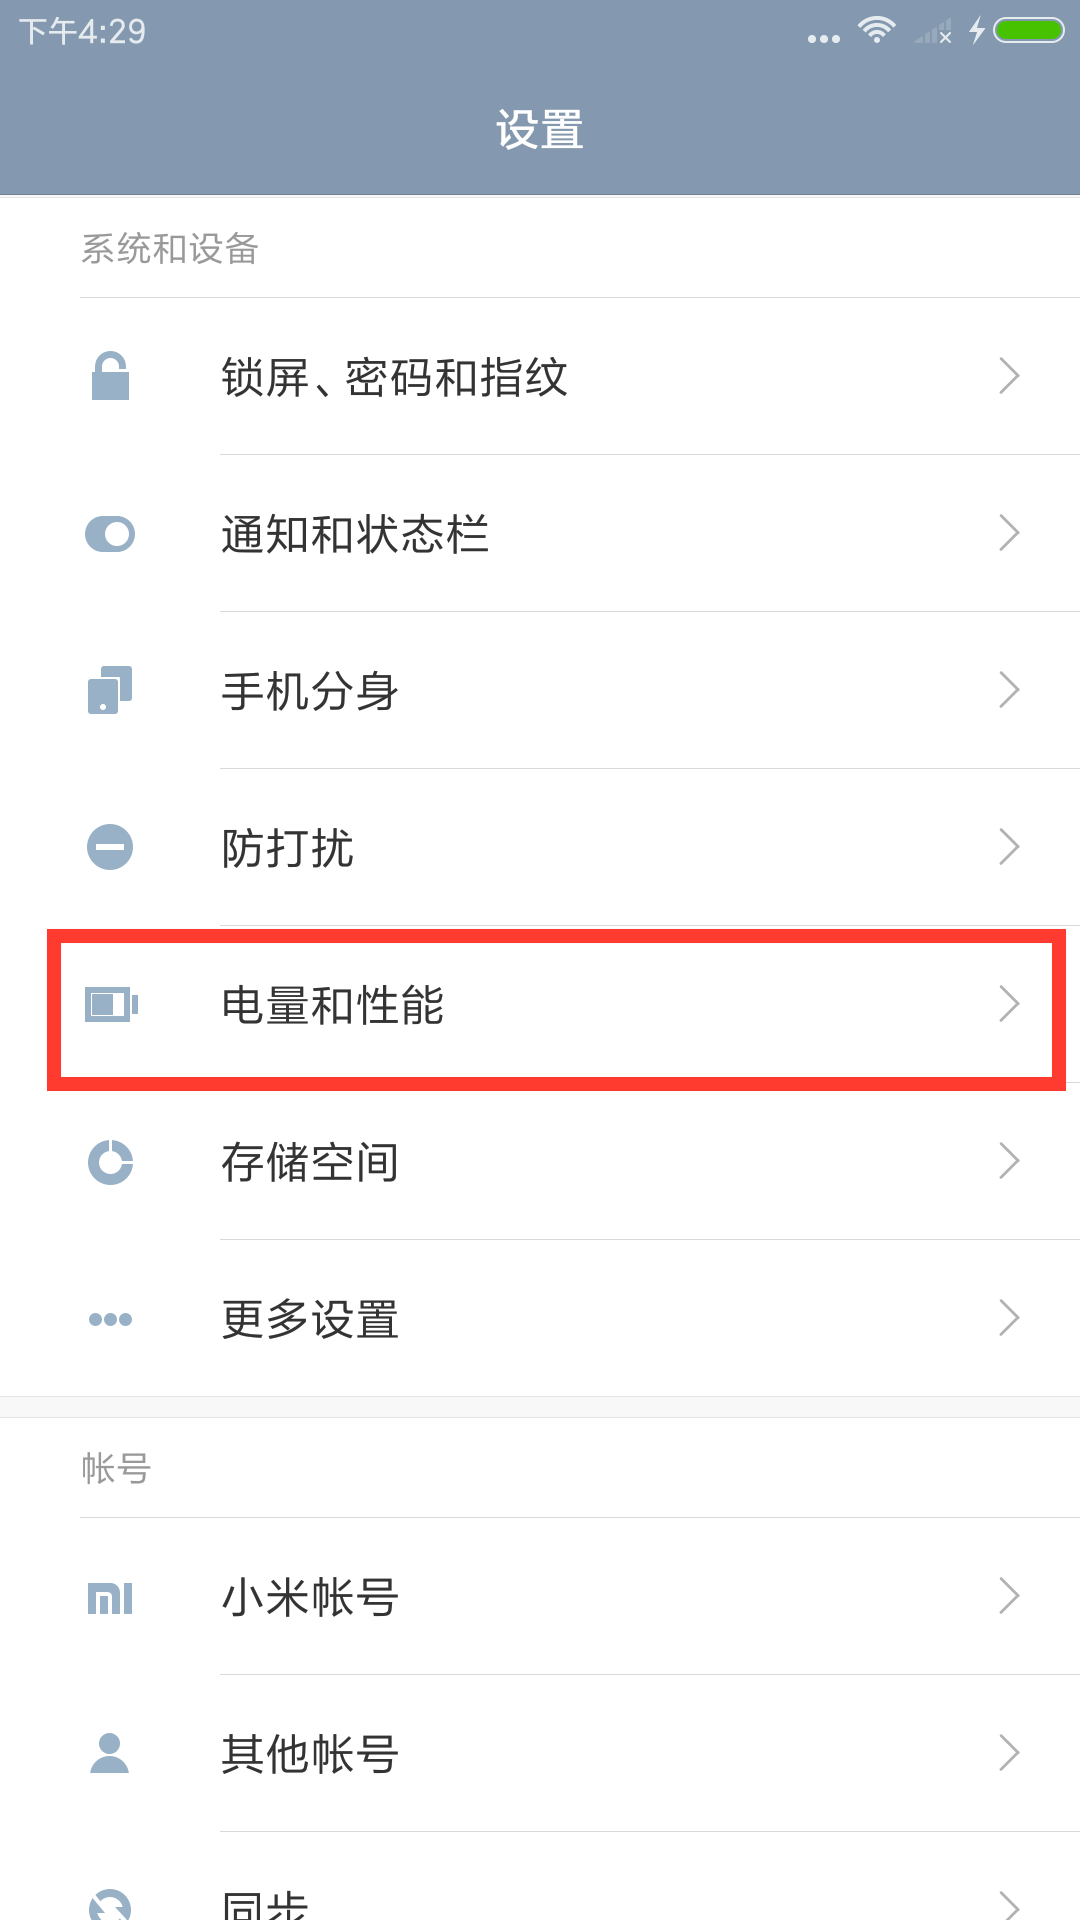 下午4:29
设置
系统和设备
锁屏、密码和指纹
通知和状态栏
手机分身
防打扰
电量和性能
存储空间
更多设置
帐号
小米帐号
其他帐号
同步